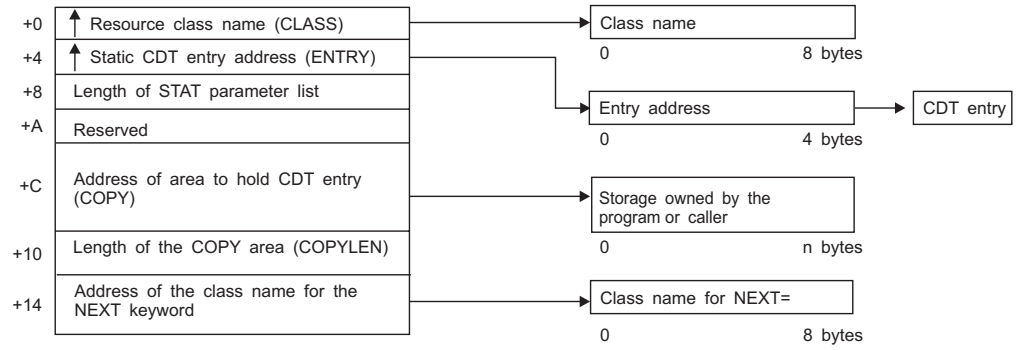 +0
Resource class name (CLASS)
Class name
0 8 bytes
+4
Static CDT entry address (ENTRY)
+8
Length of STAT parameter list
Entry address
CDT entry
0 4 bytes
+A
Reserved
+C
Address of area to hold CDT entry
(COPY)
Storage owned by the
program or caller
0 n bytes
+10
Length of the COPY area (COPYLEN)
+14
Address of the class name for the
NEXT keyword
Class name for NEXT=
0 8 bytes